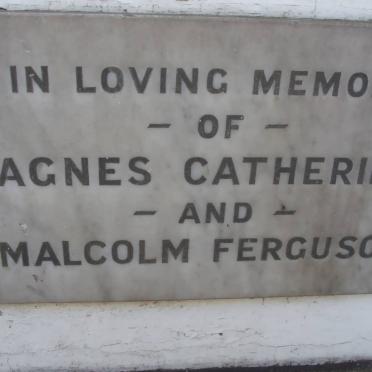 IN LOVING MEMO
— OF —
AGNES CATHERI
— AND —
MALCOLM FERGUSO